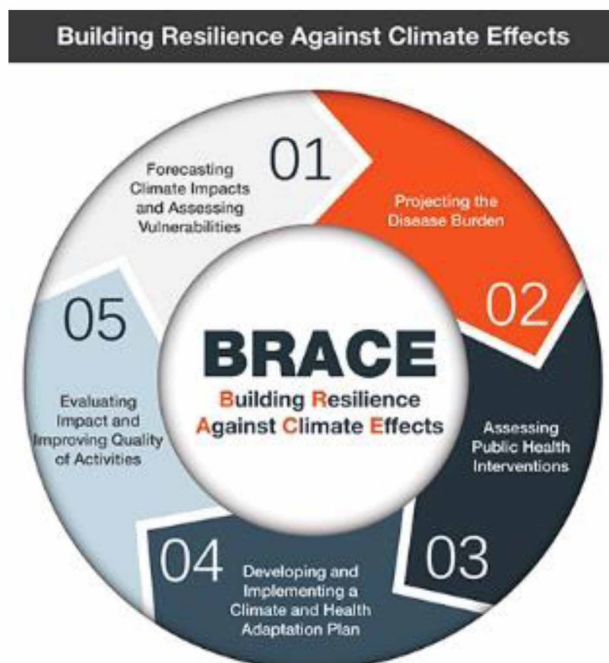 Building Resilience Against Climate Effects
01
Forecasting
Climate Impacts
and Assessing
Vulnerabilities
Projecting the
Disease Burden
02
Assessing
Public Health
Interventions
03
04
Developing and
Implementing a
Climate and Health
Adaptation Plan
05
Evaluating
Impact and
Improving Quality
of Activities
BRACE
Building Resilience
Against Climate Effects